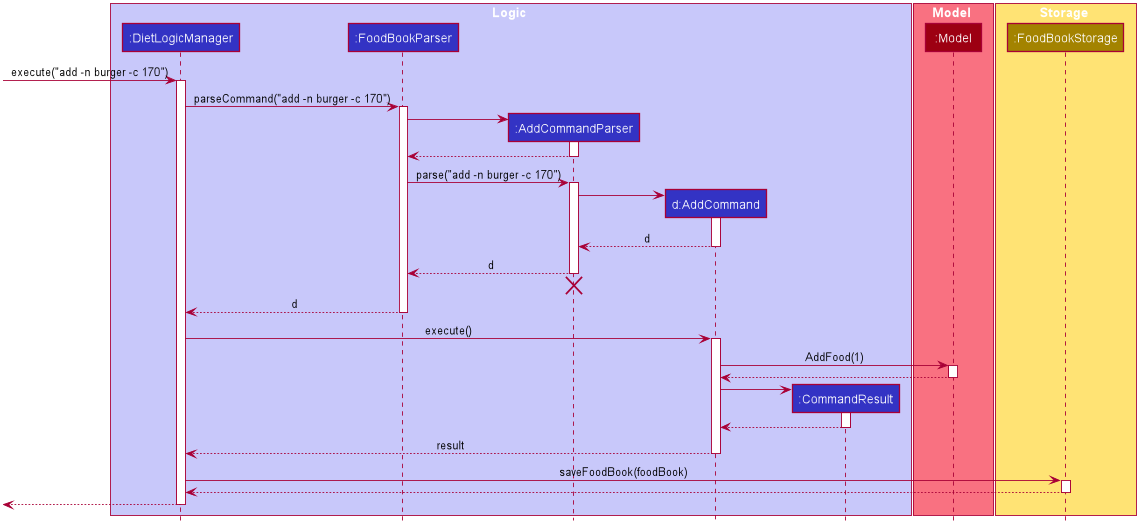 Logic
Model
Storage
:DietLogicManager
:FoodBookParser
:Model
:FoodBookStorage
execute("add -n burger -c 170")
parseCommand("add -n burger -c 170")
:AddCommandParser
parse("add -n burger -c 170")
d:AddCommand
d
d
d
execute()
AddFood(1)
:CommandResult
result
saveFoodBook(foodBook)